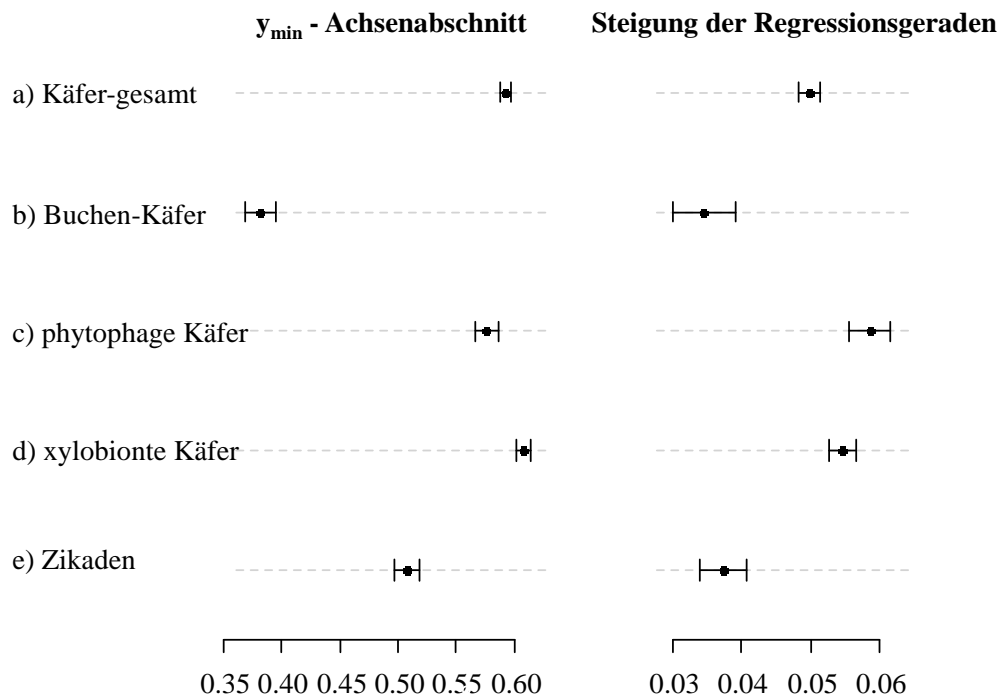 y_min - Achsenabschnitt Steigung der Regressionsgeraden
a) Käfer-gesamt
b) Buchen-Käfer
c) phytophage Käfer
d) xylobionte Käfer
e) Zikaden
0.35 0.40 0.45 0.50 0.55 0.60 0.03 0.04 0.05 0.06